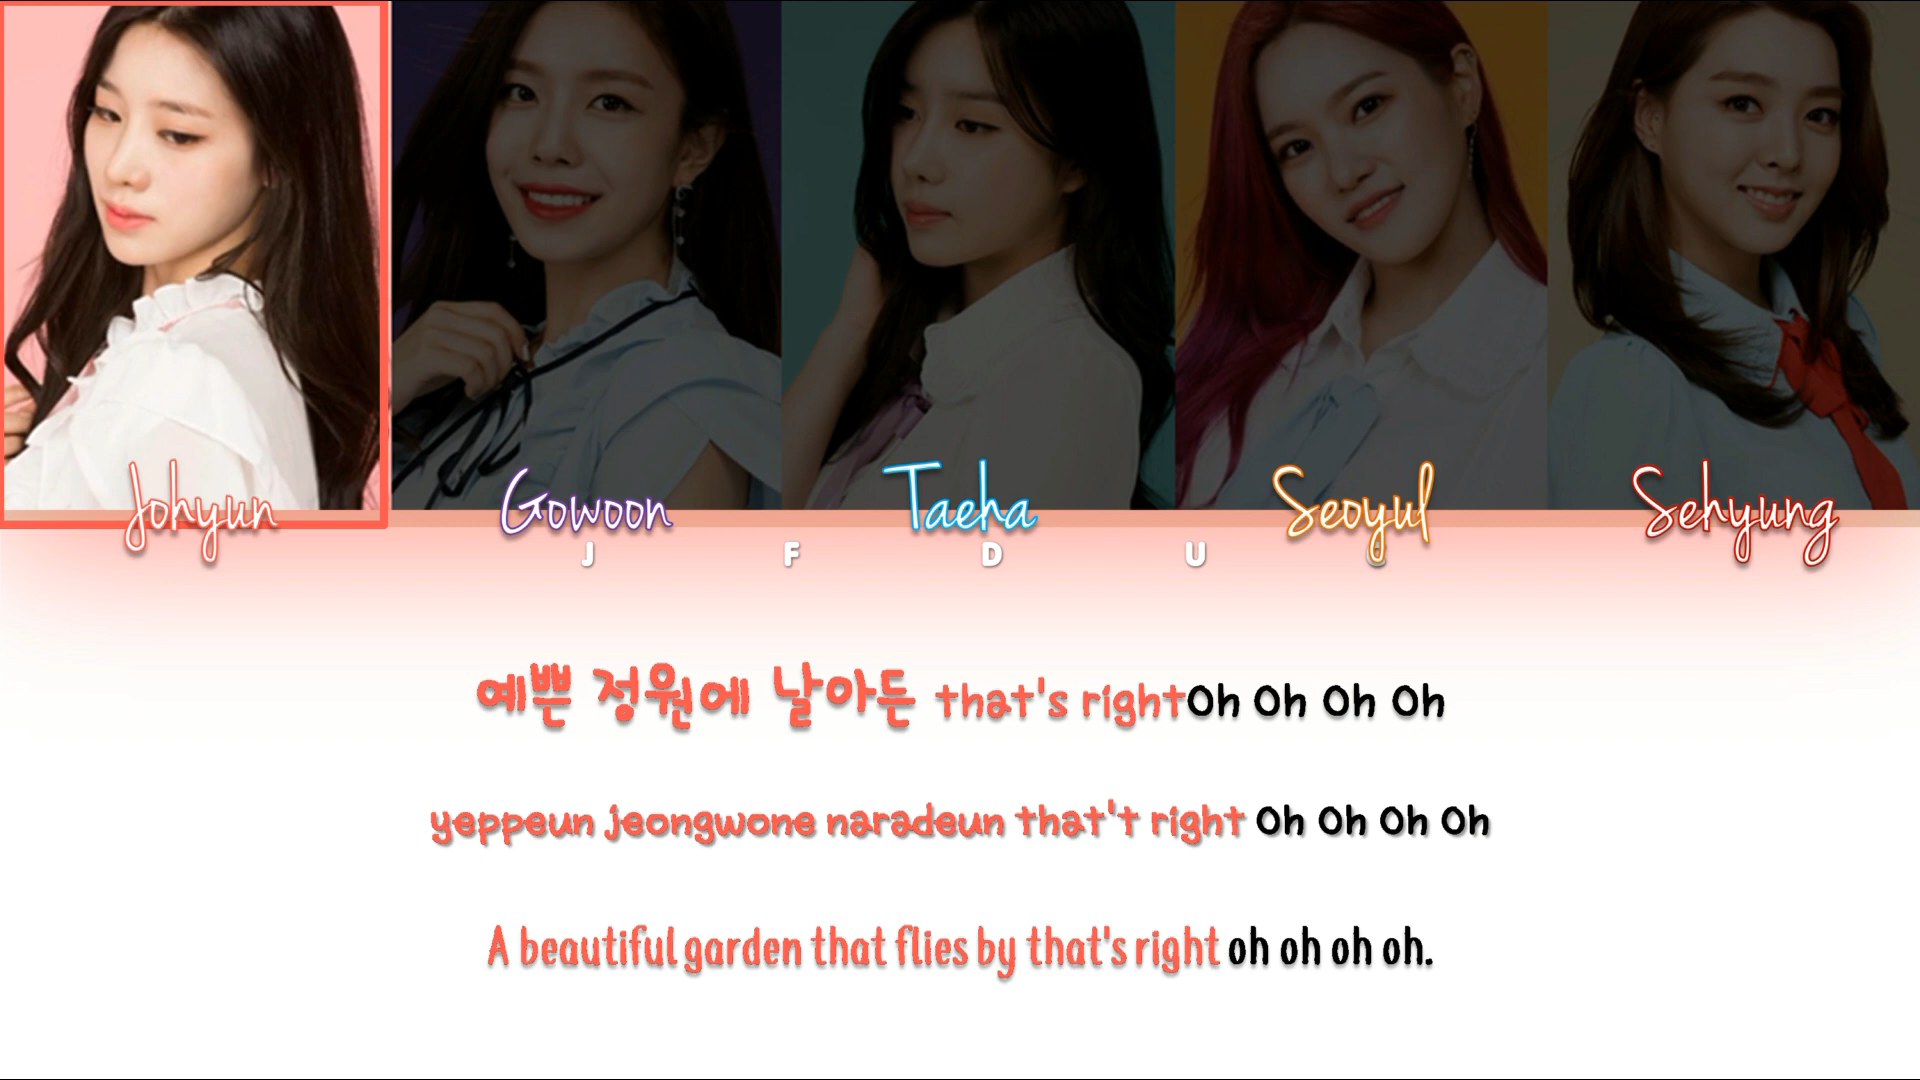 Johyun Gowoon Taeha Seoyul Sehyung
J F D U
예쁜 정원에 날아든 that's rightOh Oh Oh Oh
yeppeun jeongwone naradeun that't right Oh Oh Oh Oh
A beautiful garden that flies by that's right oh oh oh oh.